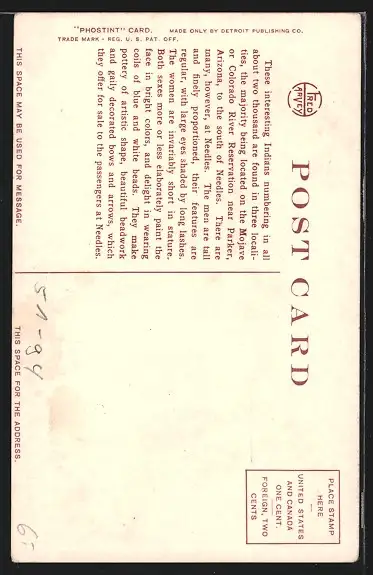 "PHOSTINT" CARD.
TRADE MARK - REG. U. S. PAT. OFF.
MADE ONLY BY DETROIT PUBLISHING CO.
FRED
HARVEY
POST CARD
These interesting Indians numbering in all
about two thousand are found in three locali-
ties, the majority being located on the Mojave
or Colorado River Reservation near Parker,
Arizona, to the south of Needles. There are
many, however, at Needles. The men are tall
and finely proportioned, their features are
regular, with large eyes shaded by long lashes.
The women are invariably short in stature.
Both sexes more or less elaborately paint the
face in bright colors, and delight in wearing
coils of blue and white beads. They make
pottery of artistic shape, beautiful beadwork
and gaily decorated bows and arrows, which
they offer for sale to the passengers at Needles.
THIS SPACE MAY BE USED FOR MESSAGE.
PLACE STAMP
HERE
—
UNITED STATES
AND CANADA
ONE CENT.
FOREIGN, TWO
CENTS
THIS SPACE FOR THE ADDRESS.